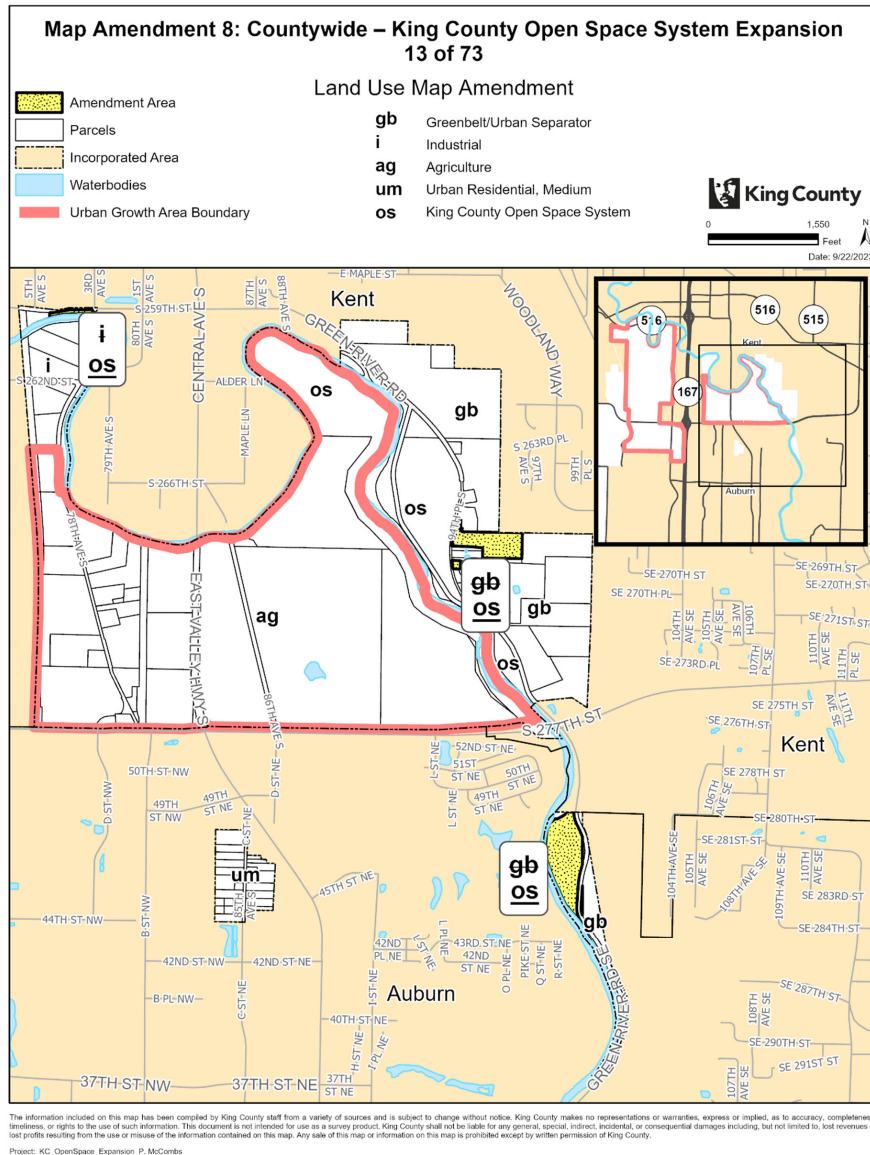 Map Amendment 8: Countywide – King County Open Space System Expansion
13 of 73
Land Use Map Amendment
Amendment Area
Parcels
Incorporated Area
Waterbodies
Urban Growth Area Boundary
gb Greenbelt/Urban Separator
i Industrial
ag Agriculture
um Urban Residential, Medium
os King County Open Space System
King County
0 1,550
Feet
N
Date: 9/22/2023
5TH AVE S
3RD AVE S
1ST AVE S
80TH AVE S
S 259TH ST
CENTRAL AVE S
87TH AVE S
88TH AVE S
E MAPLE ST
Kent
GREEN RIVER RD
WOODLAND WAY
i
os
i
S 262ND ST
ALDER LN
MAPLE LN
79TH AVE S
S 266TH ST
78TH AVE S
os
gb
S 263RD PL
97TH AVE S
99TH PL S
os
94TH PL S
gb
os
gb
os
ag
EAST VALLEY HWY S
86TH AVE S
S 277TH ST
516
516
515
Kent
167
Auburn
SE 269TH ST
SE 270TH ST
SE 270TH ST
SE 270TH PL
104TH AVE SE
105TH AVE SE
106TH AVE SE
107TH PL SE
SE 271ST ST
110TH AVE SE
111TH PL SE
SE 273RD PL
SE 275TH ST
111TH AVE SE
SE 276TH ST
Kent
SE 278TH ST
106TH AVE SE
SE 280TH ST
SE 281ST ST
104TH AVE SE
105TH AVE SE
108TH AVE SE
109TH AVE SE
110TH AVE SE
SE 283RD ST
SE 284TH ST
SE 287TH ST
108TH AVE SE
SE 290TH ST
SE 291ST ST
107TH AVE SE
52ND ST NE
51ST ST NE
50TH ST NE
49TH ST NE
L ST NE
L ST NE
50TH ST NW
D ST NW
49TH ST NW
49TH ST NE
C ST NE
D ST NE
um
85TH AVE S
45TH ST NE
44TH ST NW
B ST NW
42ND ST NW
42ND ST NE
C ST NE
B PL NW
I ST NE
40TH ST NE
H ST NE
I PL NE
37TH ST NW
37TH ST NE
37TH ST NE
Auburn
42ND PL NE
L ST NE
L PL NE
43RD ST NE
42ND ST NE
O PL NE
PIKE ST NE
Q ST NE
R ST NE
gb
os
gb
GREEN RIVER RD SE
The information included on this map has been compiled by King County staff from a variety of sources and is subject to change without notice. King County makes no representations or warranties, express or implied, as to accuracy, completeness
timeliness, or rights to the use of such information. This document is not intended for use as a survey product. King County shall not be liable for any general, special, indirect, incidental, or consequential damages including, but not limited to, lost revenues
lost profits resulting from the use or misuse of the information contained on this map. Any sale of this map or information on this map is prohibited except by written permission of King County.
Project: KC OpenSpace Expansion P. McCombs